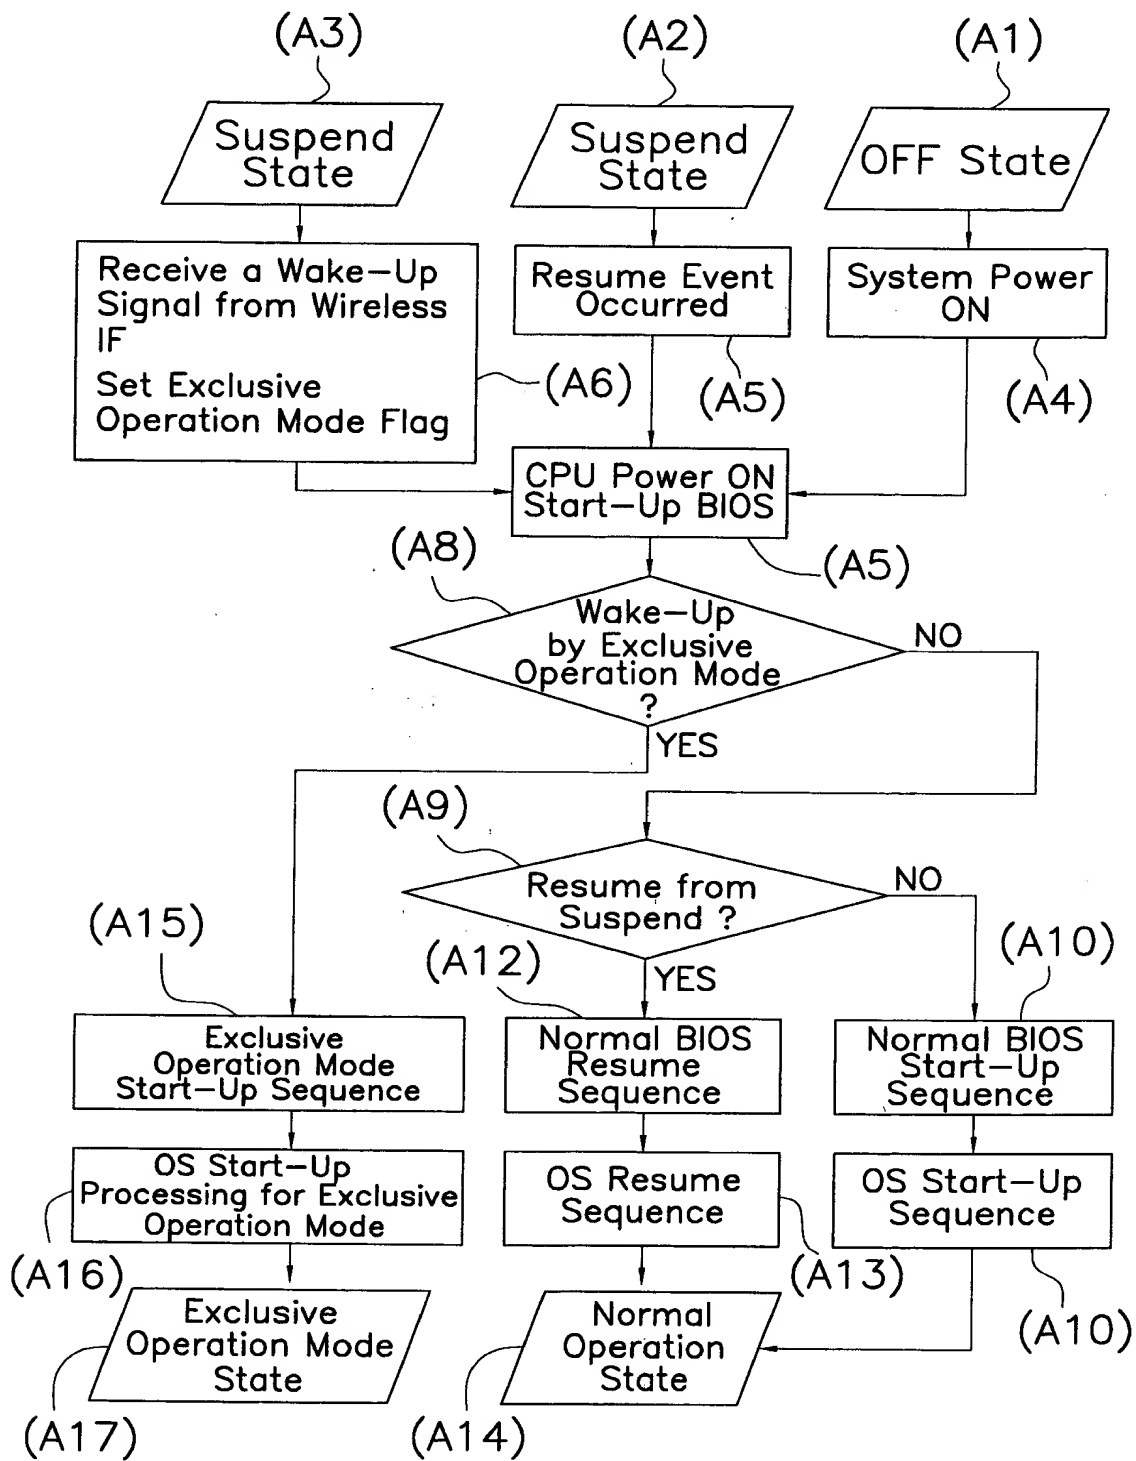 (A3)
(A2)
(A1)
Suspend
State
Suspend
State
OFF State
Receive a Wake-Up
Signal from Wireless
IF
Set Exclusive
Operation Mode Flag
(A6)
Resume Event
Occurred
(A5)
System Power
ON
(A4)
CPU Power ON
Start-Up BIOS
(A5)
(A8)
Wake-Up
by Exclusive
Operation Mode
?
NO
YES
(A9)
Resume from
Suspend ?
NO
YES
(A15)
(A12)
(A10)
Exclusive
Operation Mode
Start-Up Sequence
Normal BIOS
Resume
Sequence
Normal BIOS
Start-Up
Sequence
OS Start-Up
Processing for Exclusive
Operation Mode
(A16)
OS Resume
Sequence
(A13)
OS Start-Up
Sequence
(A10)
Exclusive
Operation Mode
State
(A17)
Normal
Operation
State
(A14)